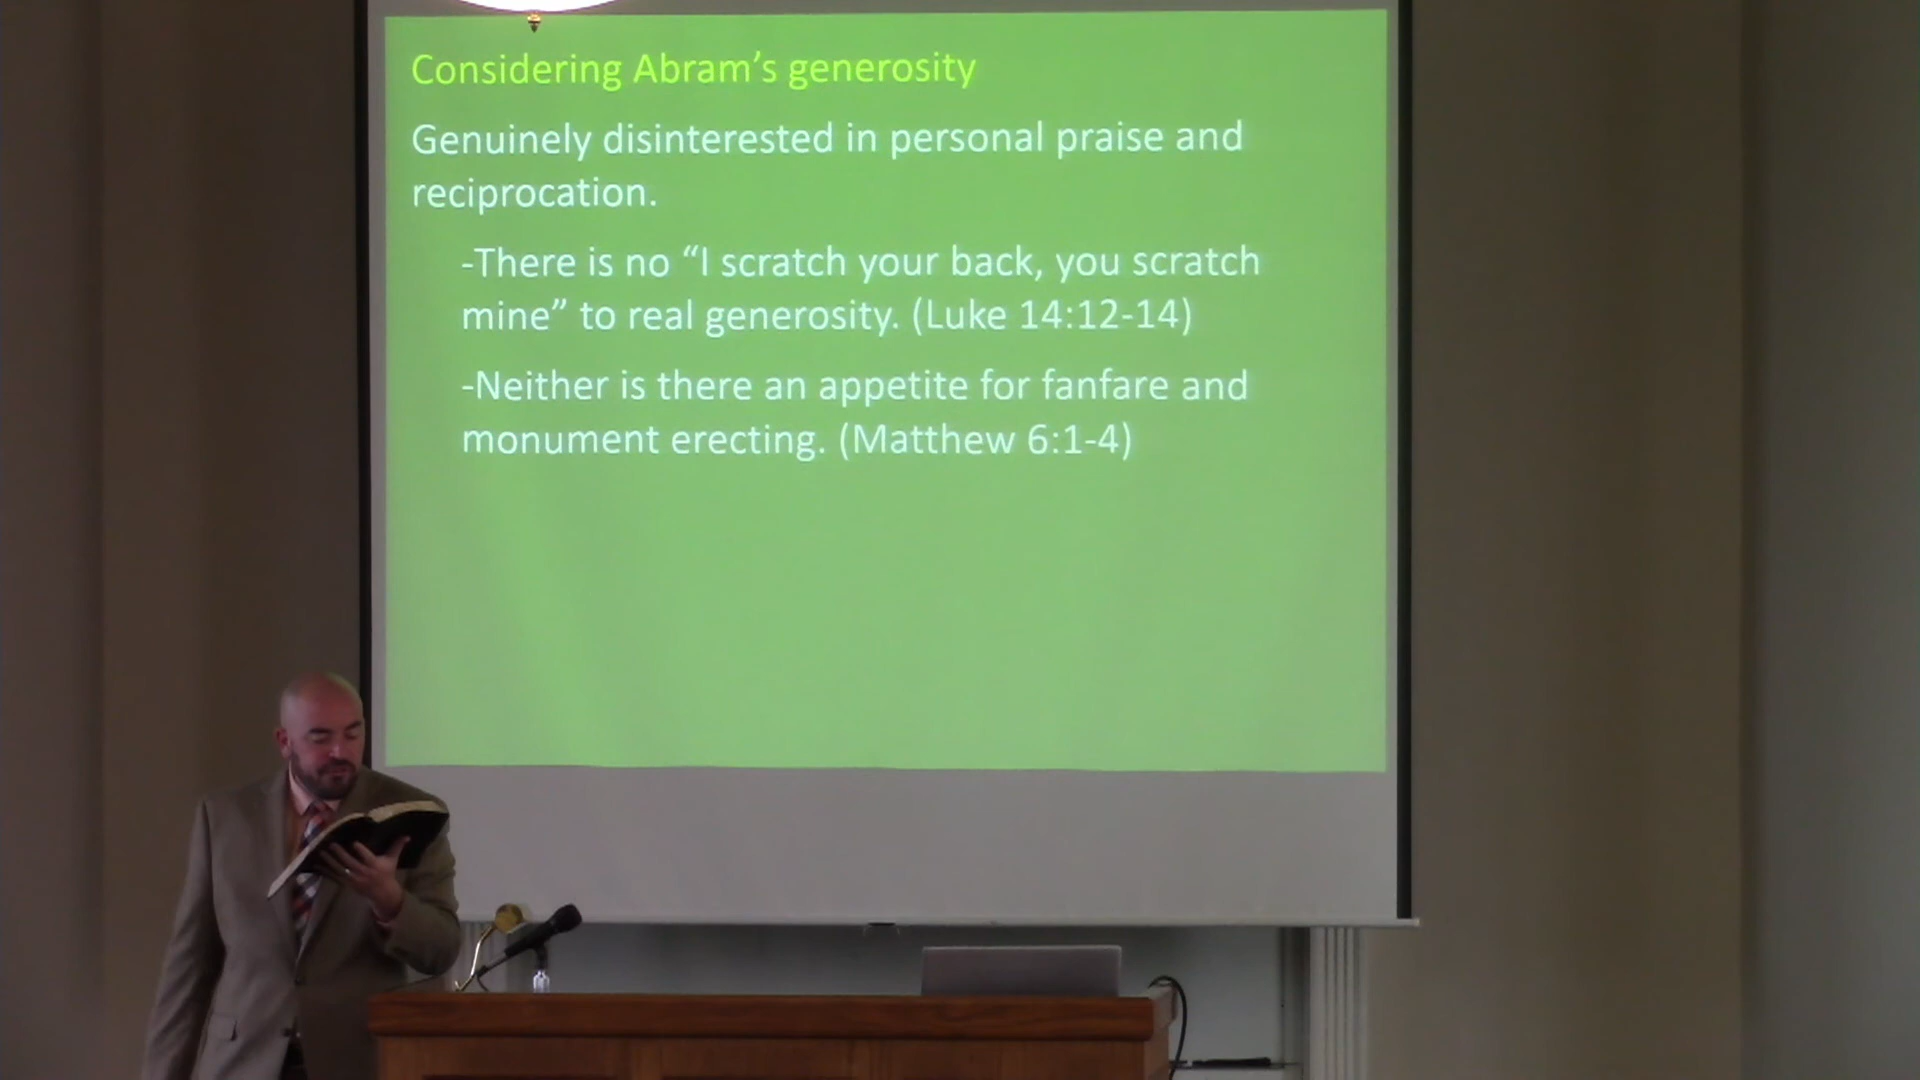 Considering Abram’s generosity
Genuinely disinterested in personal praise and
reciprocation.
-There is no “I scratch your back, you scratch
mine” to real generosity. (Luke 14:12-14)
-Neither is there an appetite for fanfare and
monument erecting. (Matthew 6:1-4)